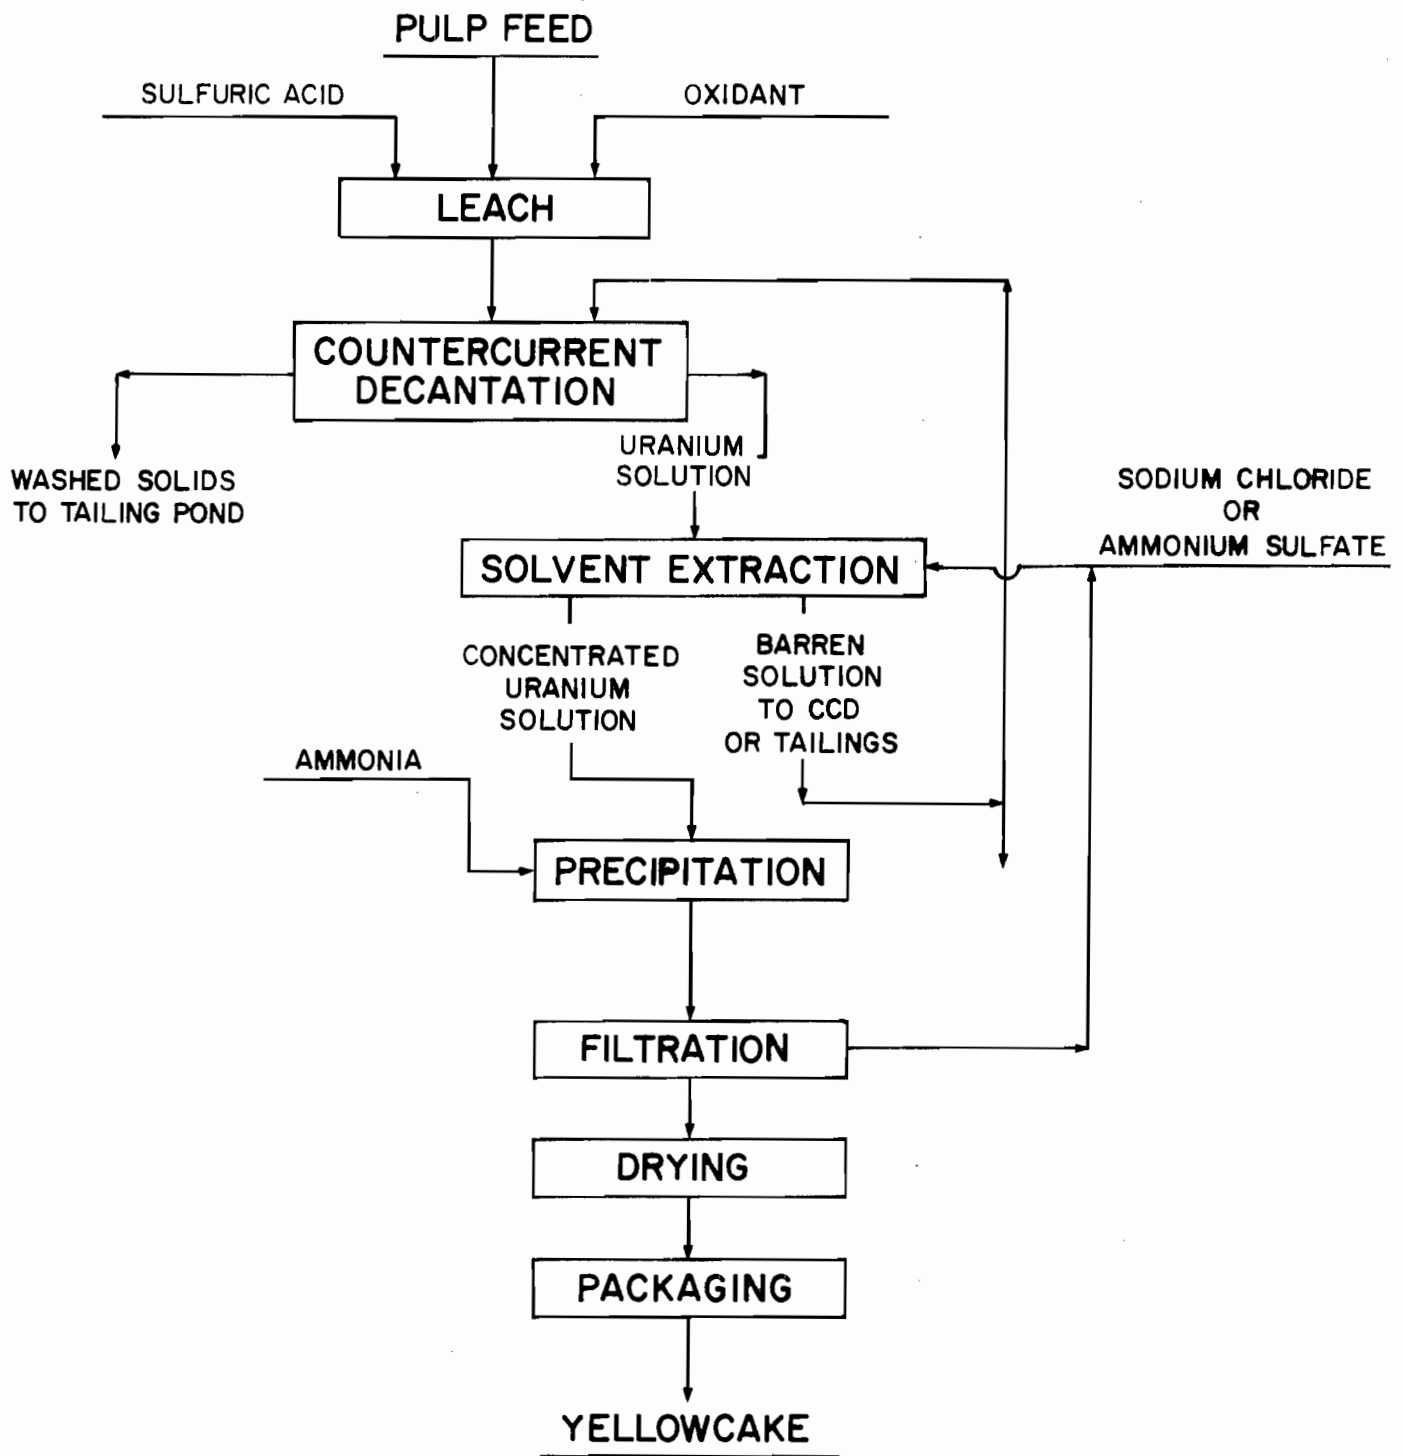 PULP FEED
SULFURIC ACID
OXIDANT
LEACH
COUNTERCURRENT
DECANTATION
URANIUM
SOLUTION
WASHED SOLIDS
TO TAILING POND
SODIUM CHLORIDE
OR
AMMONIUM SULFATE
SOLVENT EXTRACTION
CONCENTRATED
URANIUM
SOLUTION
BARREN
SOLUTION
TO CCD
OR TAILINGS
AMMONIA
PRECIPITATION
FILTRATION
DRYING
PACKAGING
YELLOWCAKE